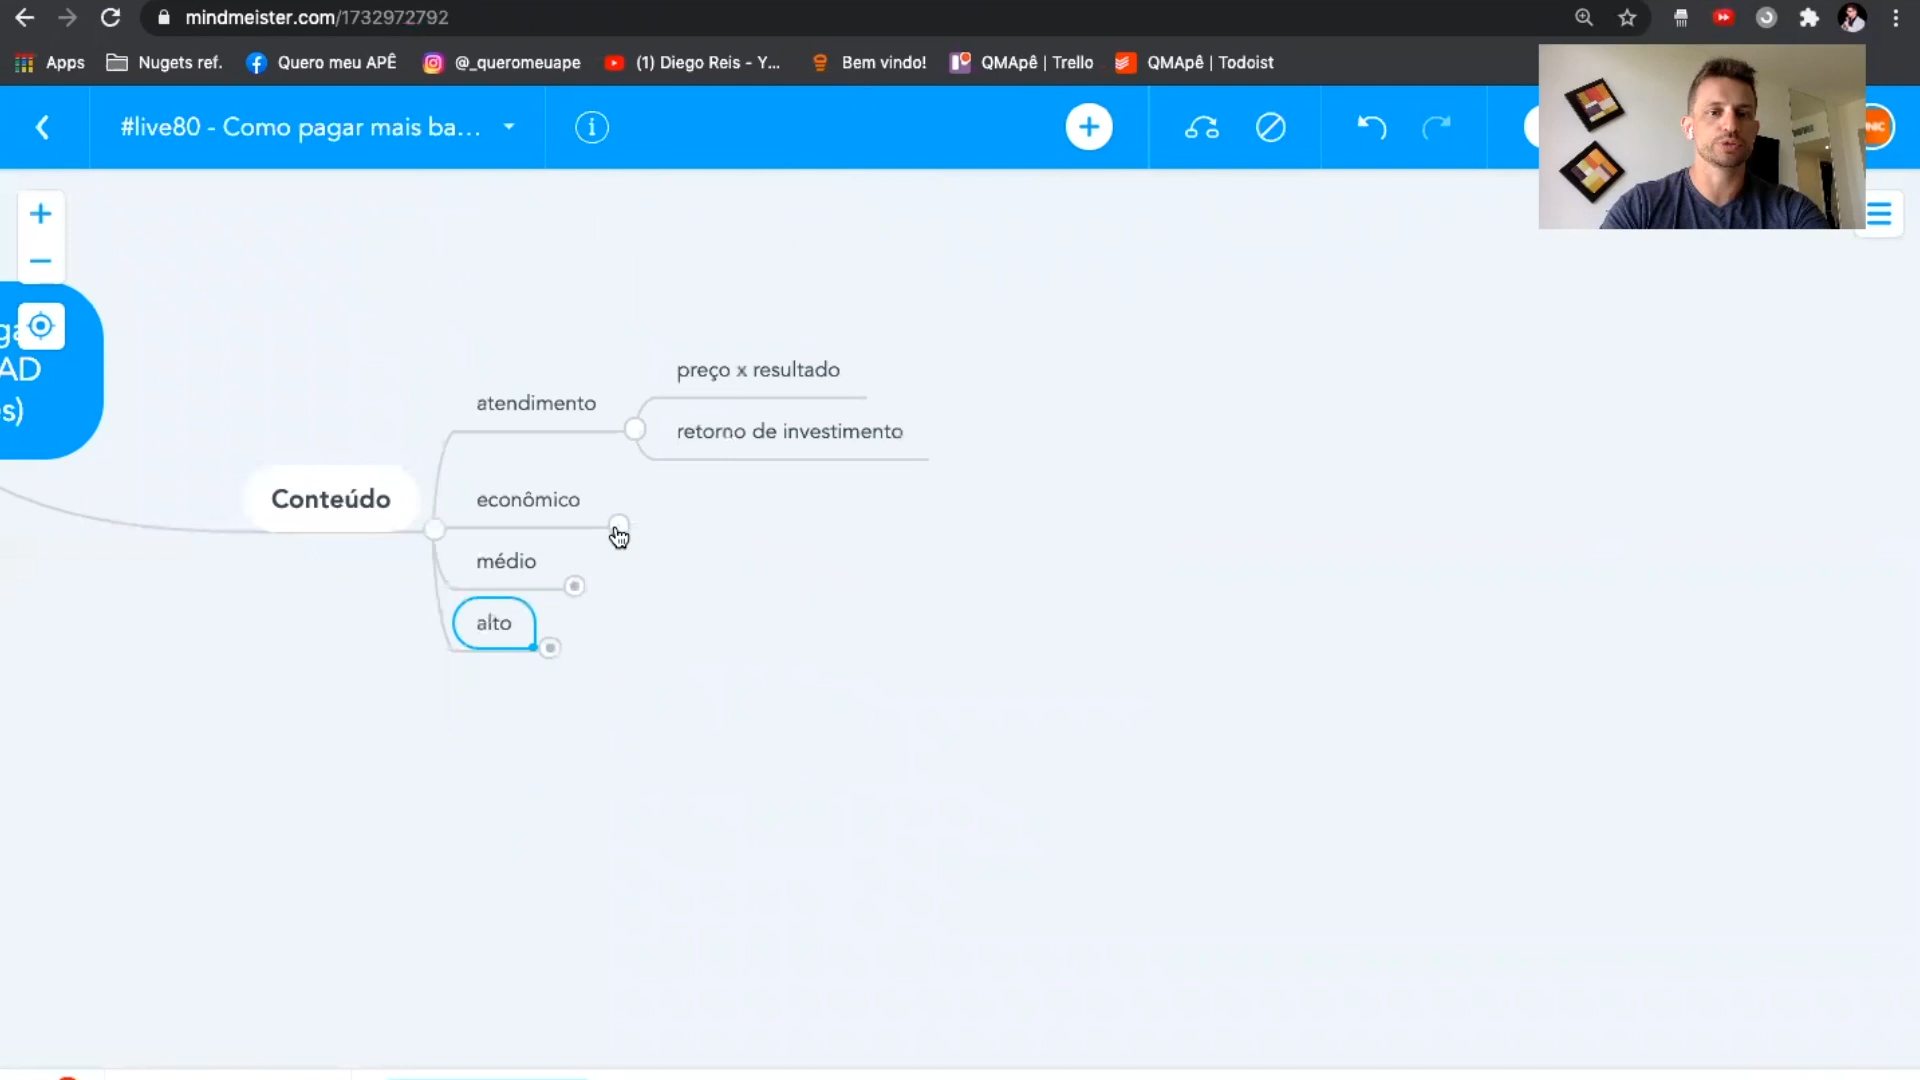 mindmeister.com/1732972792
Apps
Nugets ref.
Quero meu APÊ
@_queromeuape
(1) Diego Reis - Y...
Bem vindo!
QMApê | Trello
QMApê | Todoist
#live80 - Como pagar mais ba...
AD
s)
Conteúdo
atendimento
preço x resultado
retorno de investimento
econômico
médio
alto